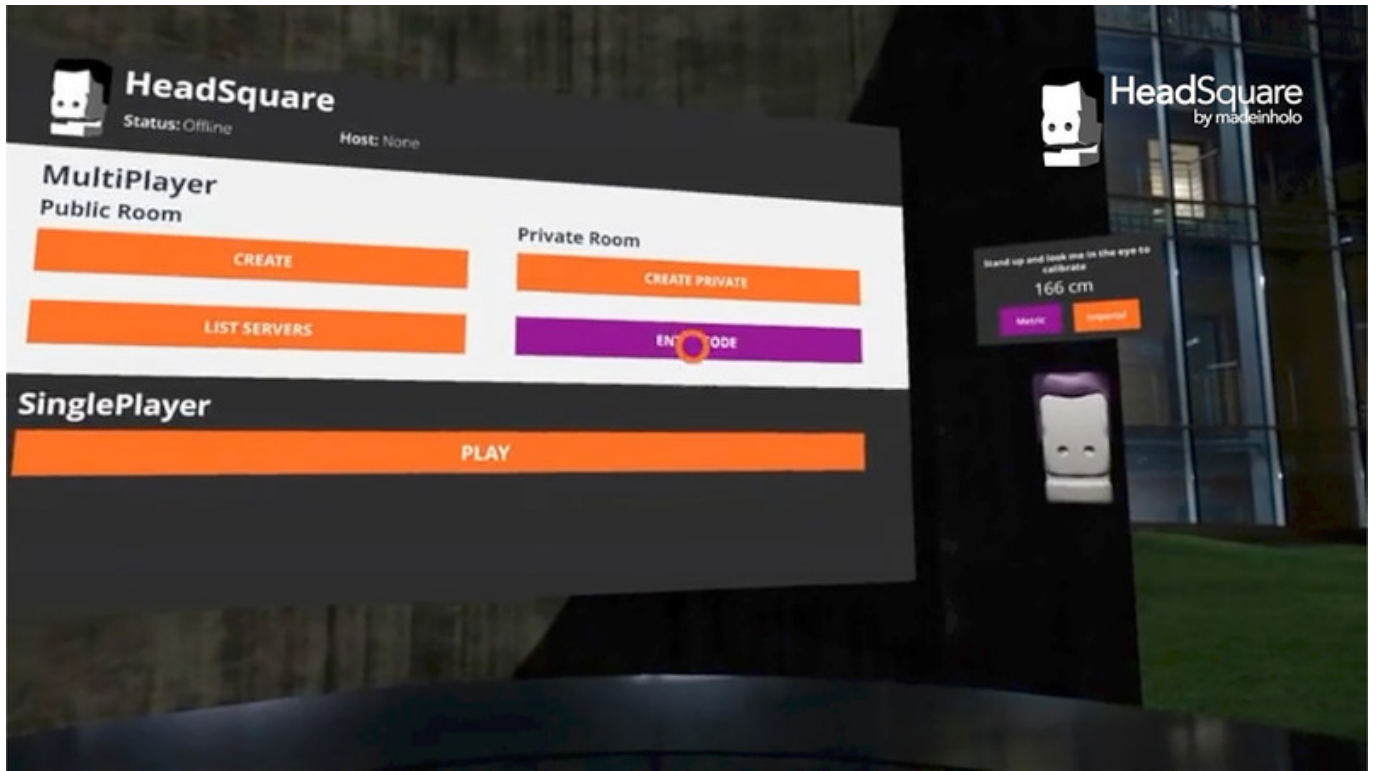 HeadSquare
Status: Offline
Host: None
MultiPlayer
Public Room
CREATE
LIST SERVERS
Private Room
CREATE PRIVATE
SinglePlayer
PLAY
HeadSquare
by madeinholo
Stand up and look me in the eye to
calibrate
166 cm
Metric
Imperial